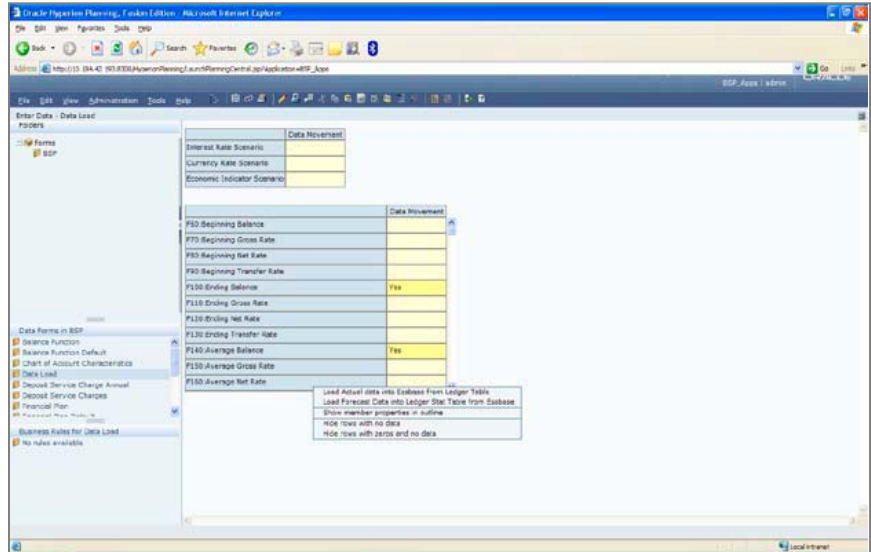 Oracle Hyperion Planning, Fusion Edition - Microsoft Internet Explorer
File Edit View Favorites Tools Help
Back Search Favorites
Address Go Links
BSP_Apps | admin
File Edit View Administration Tools Help
Enter Data - Data Load
Folders
Forms
BSP
Data Movement
Interest Rate Scenario
Currency Rate Scenario
Economic Indicator Scenario
Data Movement
F60:Beginning Balance
F70:Beginning Gross Rate
F80:Beginning Net Rate
F90:Beginning Transfer Rate
F100:Ending Balance Yes
F110:Ending Gross Rate
F120:Ending Net Rate
F130:Ending Transfer Rate
F140:Average Balance Yes
F150:Average Gross Rate
F160:Average Net Rate
Load Actual data into Essbase from Ledger Table
Load Forecast Data into Ledger Stat Table from Essbase
Show member properties in outline
Hide rows with no data
Hide rows with zeros and no data
Data Forms in BSP
Balance Function
Balance Function Default
Chart of Account Characteristics
Data Load
Deposit Service Charge Annual
Deposit Service Charges
Financial Plan
Business Rules for Data Load
No rules available
Local intranet